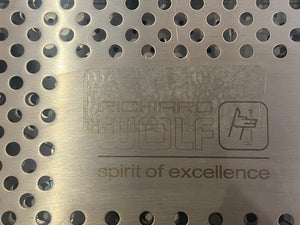 RICHARD
WOLF
spirit of excellence